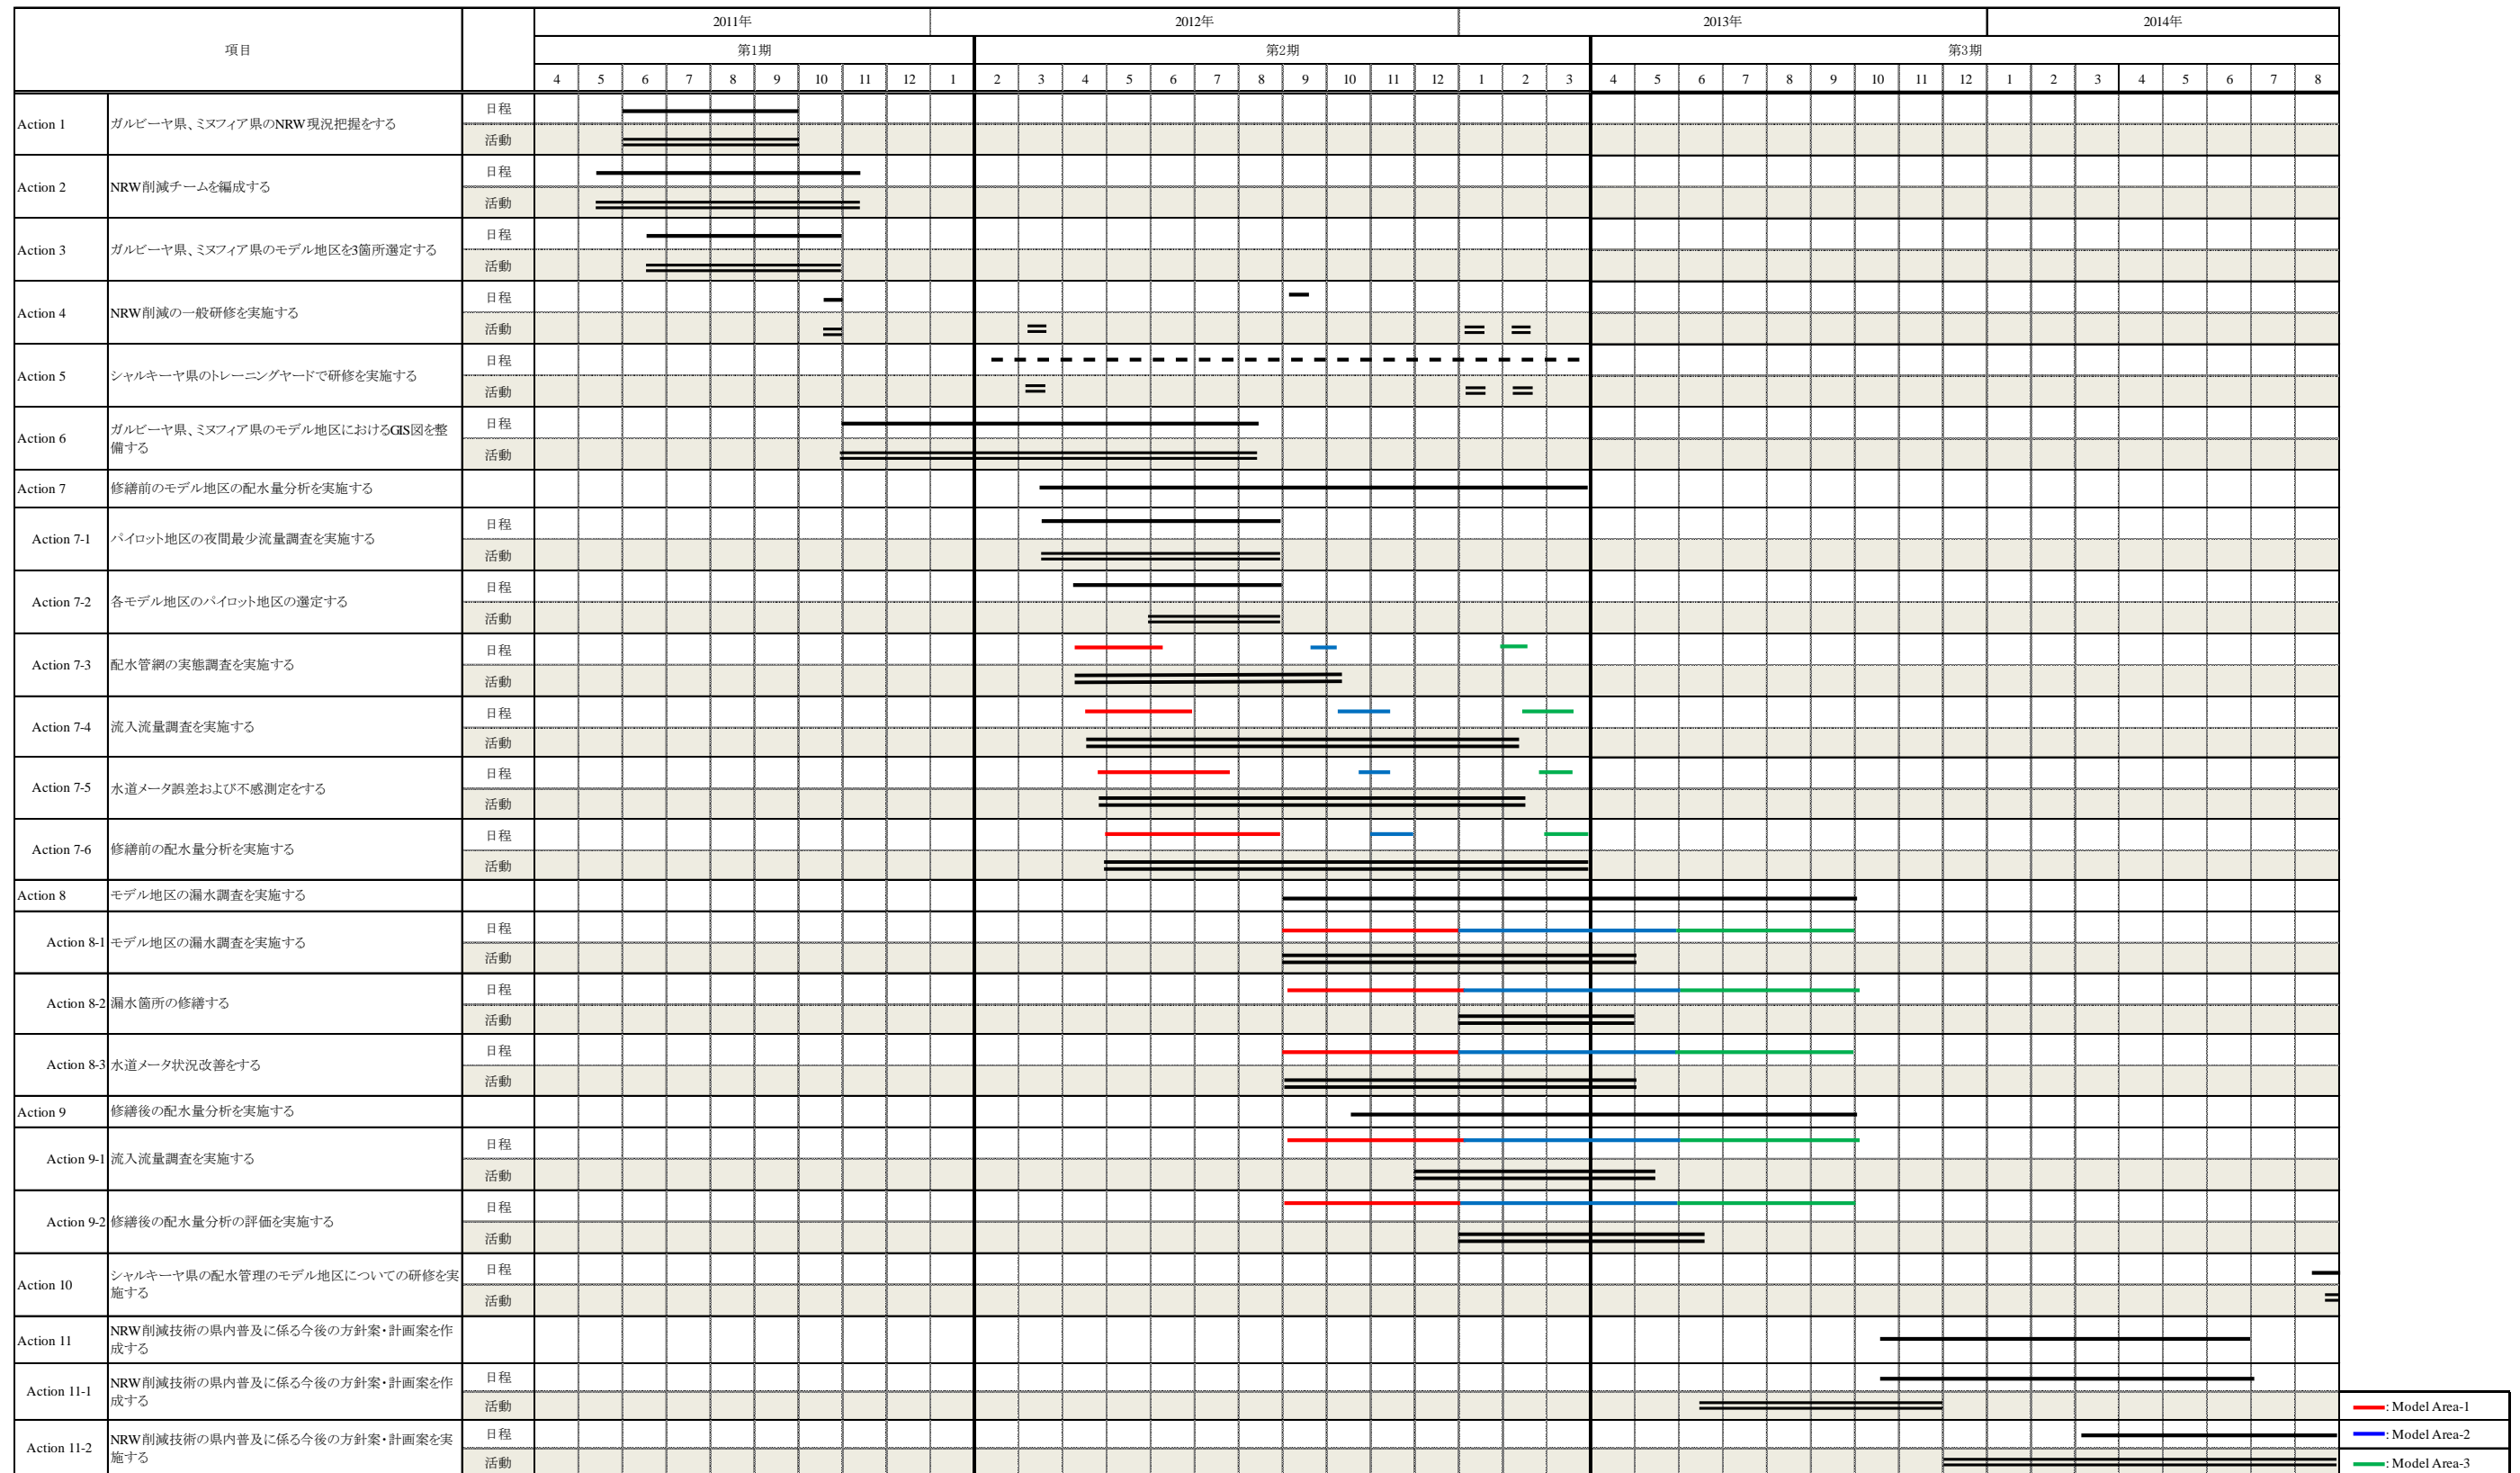 2011年 2012年 2013年 2014年
項目 第1期 第2期 第3期
4 5 6 7 8 9 10 11 12 1 2 3 4 5 6 7 8 9 10 11 12 1 2 3 4 5 6 7 8 9 10 11 12 1 2 3 4 5 6 7 8
Action 1 ガルビーヤ県、ミヌフィア県のNRW現況把握をする 日程
活動
Action 2 NRW削減チームを編成する 日程
活動
Action 3 ガルビーヤ県、ミヌフィア県のモデル地区を3箇所選定する 日程
活動
Action 4 NRW削減の一般研修を実施する 日程
活動
Action 5 シャルキーヤ県のトレーニングヤードで研修を実施する 日程
活動
Action 6 ガルビーヤ県、ミヌフィア県のモデル地区におけるGIS図を整 日程
備する 活動
Action 7 修繕前のモデル地区の配水量分析を実施する
Action 7-1 パイロット地区の夜間最少流量調査を実施する 日程
活動
Action 7-2 各モデル地区のパイロット地区の選定する 日程
活動
Action 7-3 配水管網の実態調査を実施する 日程
活動
Action 7-4 流入流量調査を実施する 日程
活動
Action 7-5 水道メータ誤差および不感測定をする 日程
活動
Action 7-6 修繕前の配水量分析を実施する 日程
活動
Action 8 モデル地区の漏水調査を実施する
Action 8-1 モデル地区の漏水調査を実施する 日程
活動
Action 8-2 漏水箇所の修繕する 日程
活動
Action 8-3 水道メータ状況改善をする 日程
活動
Action 9 修繕後の配水量分析を実施する
Action 9-1 流入流量調査を実施する 日程
活動
Action 9-2 修繕後の配水量分析の評価を実施する 日程
活動
Action 10 シャルキーヤ県の配水管理のモデル地区についての研修を実 日程
施する 活動
Action 11 NRW削減技術の県内普及に係る今後の方針案・計画案を作
成する
Action 11-1 NRW削減技術の県内普及に係る今後の方針案・計画案を作 日程
成する 活動
: Model Area-1
Action 11-2 NRW削減技術の県内普及に係る今後の方針案・計画案を実 日程
: Model Area-2
施する 活動
: Model Area-3